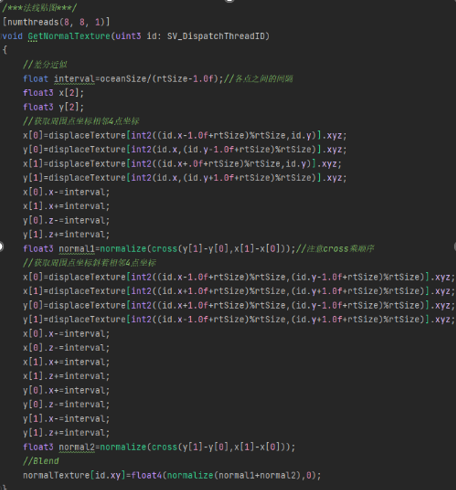 /***法线贴图***/
[numthreads(8, 8, 1)]
void GetNormalTexture(uint3 id: SV_DispatchThreadID)
{
//差分近似
float interval=oceanSize/(rtSize-1.0f);//各点之间的间隔
float3 x[2];
float3 y[2];
//获取周围点坐标相邻4点坐标
x[0]=displaceTexture[int2((id.x-1.0f+rtSize)%rtSize,id.y)].xyz;
y[0]=displaceTexture[int2(id.x,(id.y-1.0f+rtSize)%rtSize)].xyz;
x[1]=displaceTexture[int2((id.x+.0f+rtSize)%rtSize,id.y)].xyz;
y[1]=displaceTexture[int2(id.x,(id.y+1.0f+rtSize)%rtSize)].xyz;
x[0].x-=interval;
x[1].x+=interval;
y[0].z-=interval;
y[1].z+=interval;
float3 normal1=normalize(cross(y[1]-y[0],x[1]-x[0]));//注意cross乘顺序
//获取周围点坐标斜着相邻4点坐标
x[0]=displaceTexture[int2((id.x-1.0f+rtSize)%rtSize,(id.y-1.0f+rtSize)%rtSize)].xyz;
x[1]=displaceTexture[int2((id.x+1.0f+rtSize)%rtSize,(id.y+1.0f+rtSize)%rtSize)].xyz;
y[0]=displaceTexture[int2((id.x+1.0f+rtSize)%rtSize,(id.y-1.0f+rtSize)%rtSize)].xyz;
y[1]=displaceTexture[int2((id.x-1.0f+rtSize)%rtSize,(id.y+1.0f+rtSize)%rtSize)].xyz;
x[0].x-=interval;
x[0].z-=interval;
x[1].x+=interval;
x[1].z+=interval;
y[0].x+=interval;
y[0].z-=interval;
y[1].x-=interval;
y[1].z+=interval;
float3 normal2=normalize(cross(y[1]-y[0],x[1]-x[0]));
//Blend
normalTexture[id.xy]=float4(normalize(normal1+normal2),0);
}